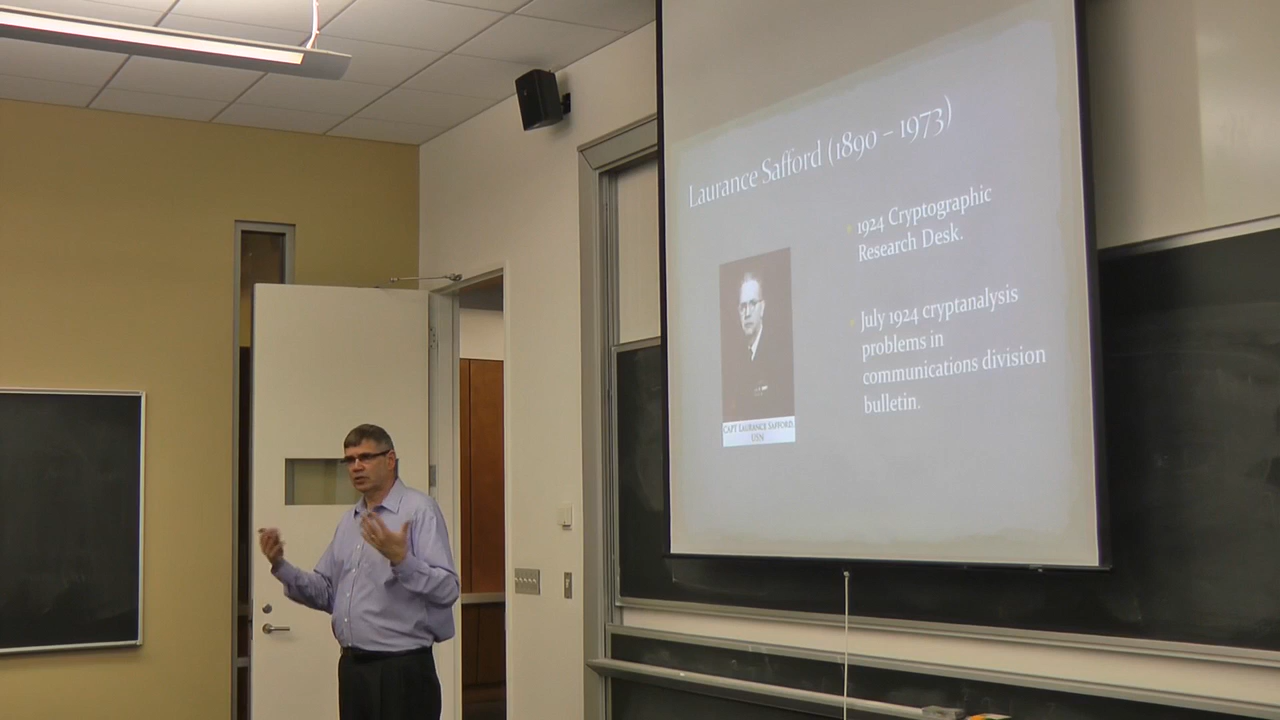 Laurance Safford (1890 – 1973)
1924 Cryptographic
Research Desk.
July 1924 cryptanalysis
problems in
communications division
bulletin.
CAPT Laurance Safford,
USN